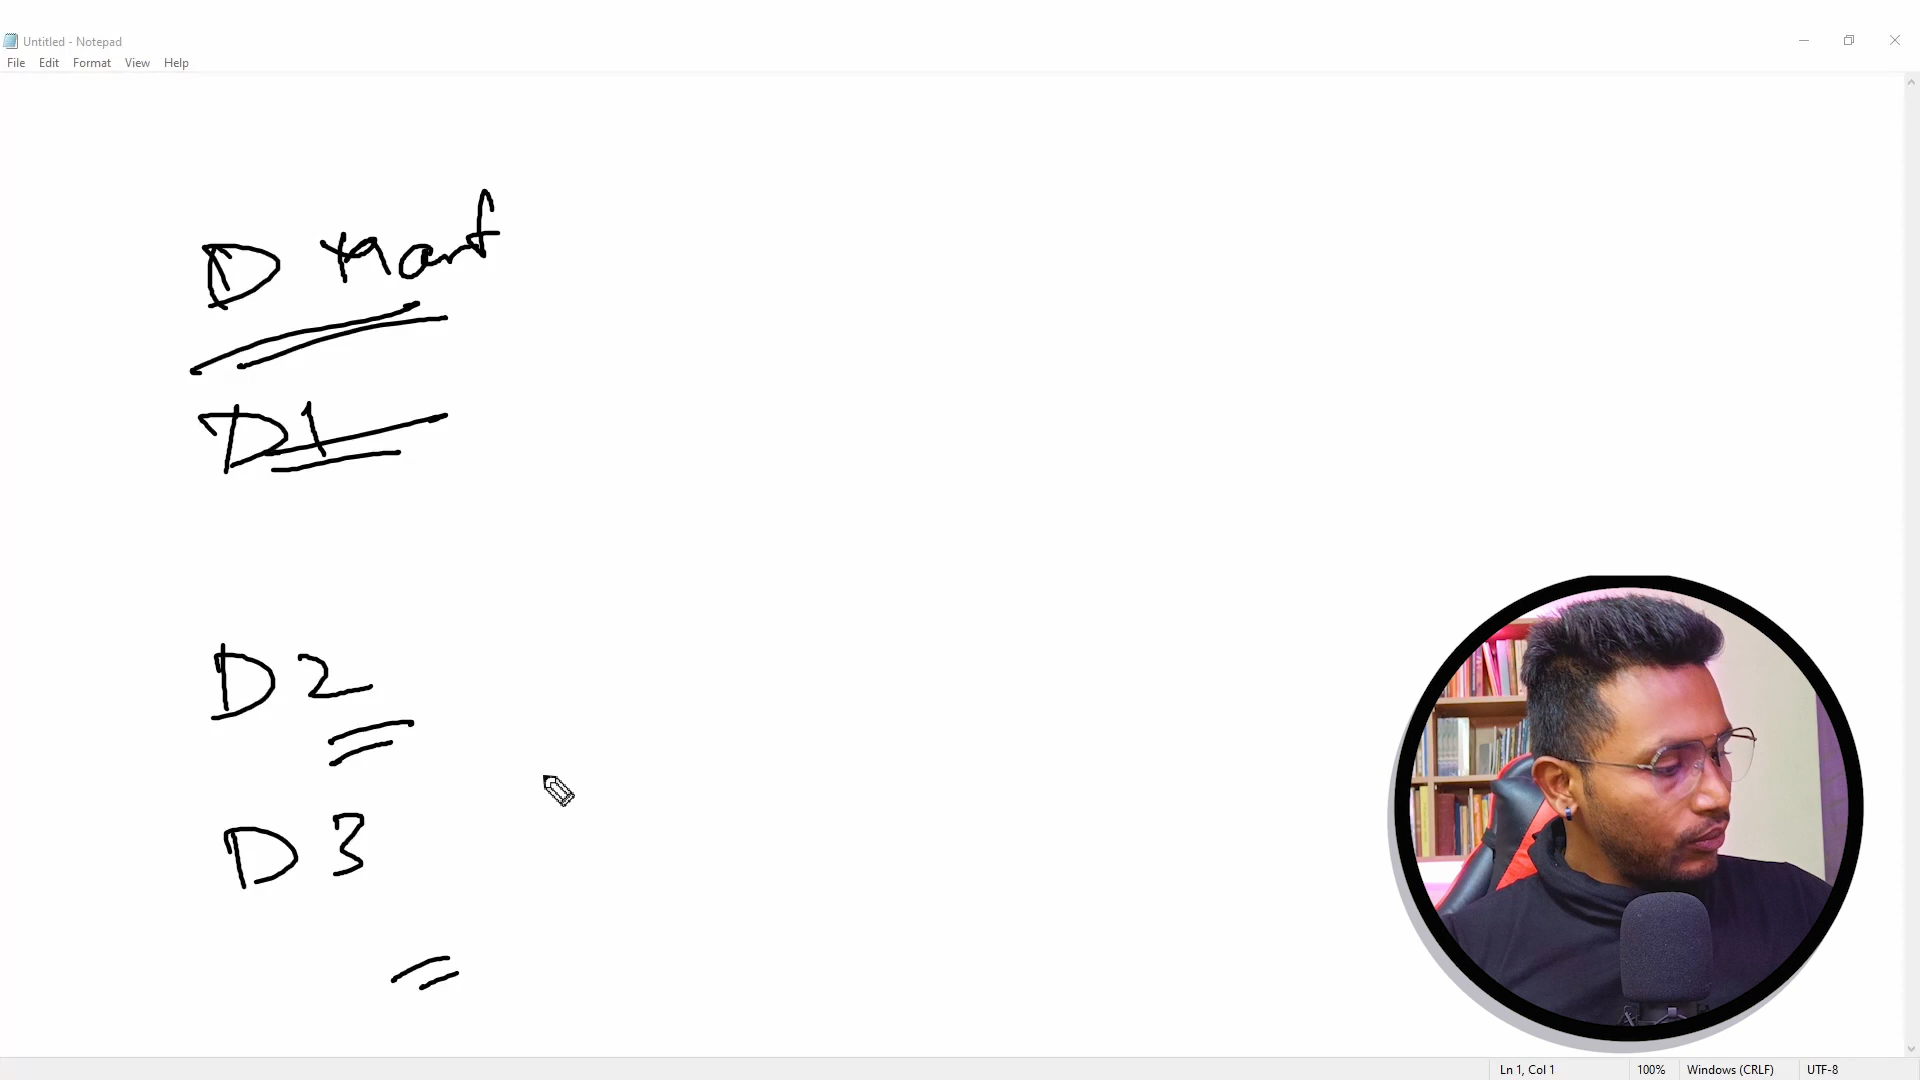 Untitled - Notepad
File Edit Format View Help
D
D1
D2
D3
Ln 1, Col 1 100% Windows (CRLF) UTF-8